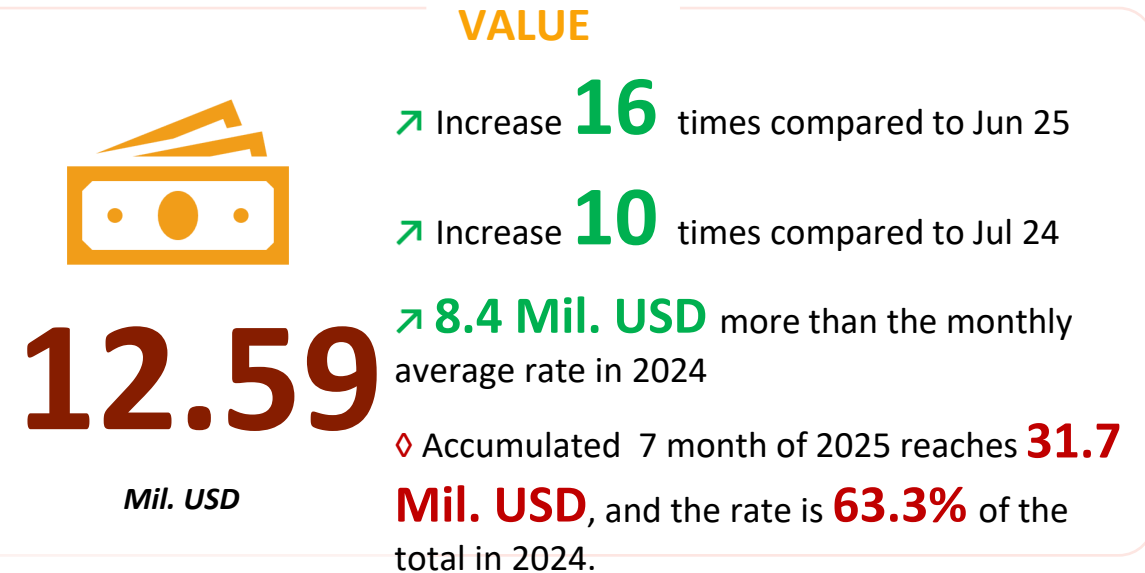 VALUE
↗ Increase 16 times compared to Jun 25
↗ Increase 10 times compared to Jul 24
↗ 8.4 Mil. USD more than the monthly
average rate in 2024
12.59
Mil. USD
◊ Accumulated 7 month of 2025 reaches 31.7
Mil. USD, and the rate is 63.3% of the
total in 2024.